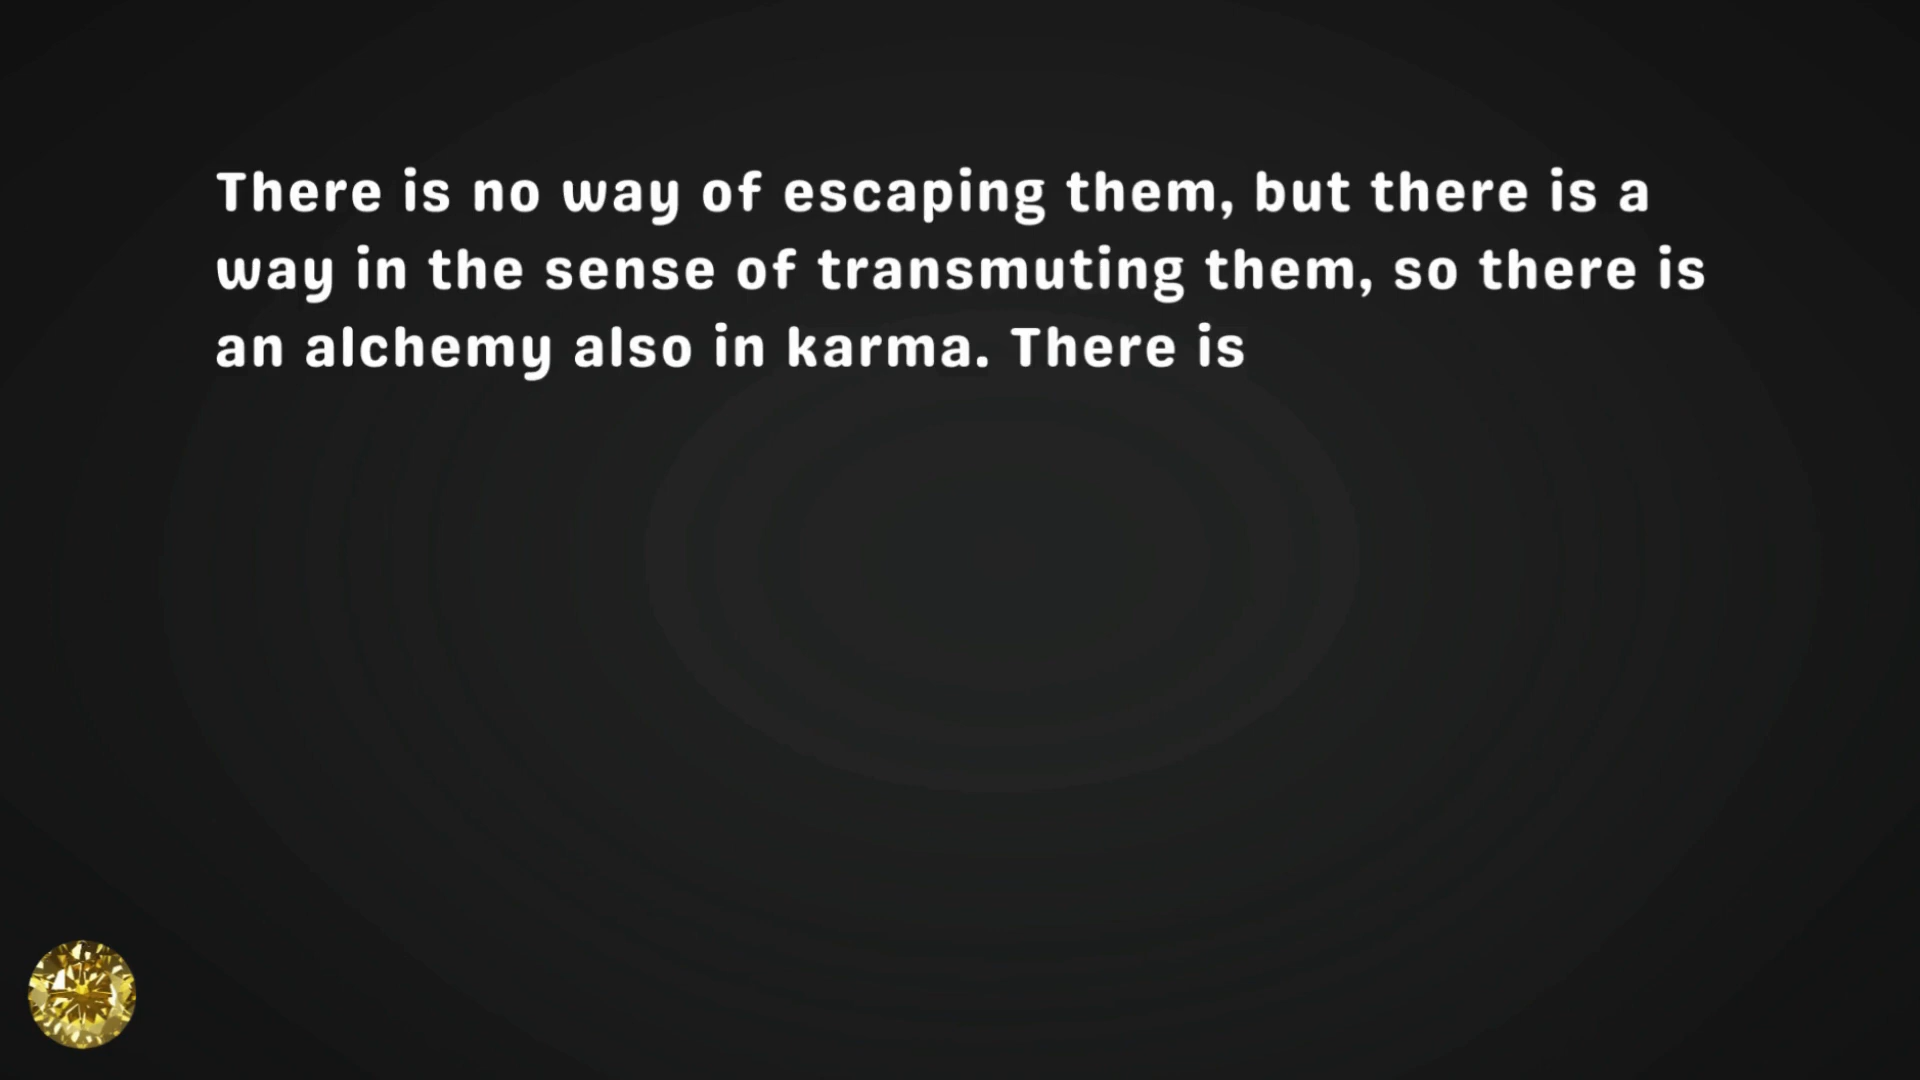 There is no way of escaping them, but there is a
way in the sense of transmuting them, so there is
an alchemy also in karma. There is